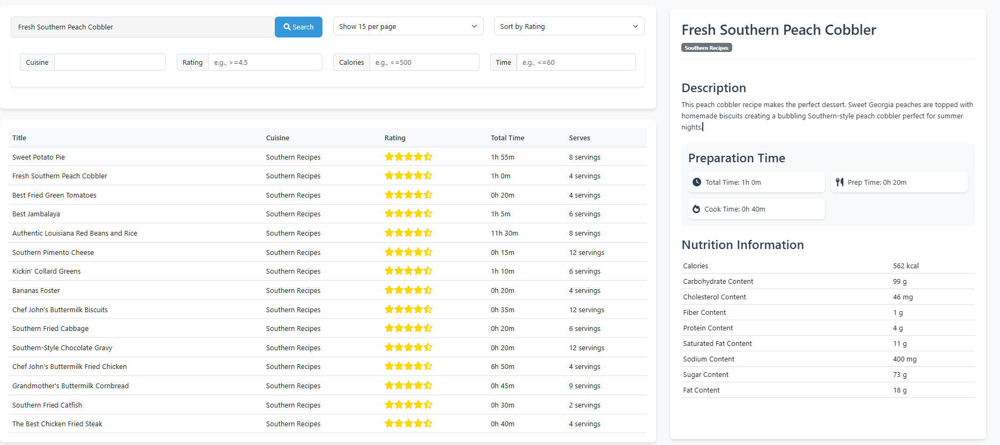 Fresh Southern Peach Cobbler Search Show 15 per page Sort by Rating
Cuisine Rating e.g., >=4.5 Calories e.g., <=500 Time e.g., <=60
Title Cuisine Rating Total Time Serves
Sweet Potato Pie Southern Recipes 1h 55m 8 servings
Fresh Southern Peach Cobbler Southern Recipes 1h 0m 4 servings
Best Fried Green Tomatoes Southern Recipes 0h 20m 4 servings
Best Jambalaya Southern Recipes 1h 5m 6 servings
Authentic Louisiana Red Beans and Rice Southern Recipes 11h 30m 8 servings
Southern Pimento Cheese Southern Recipes 0h 15m 12 servings
Kickin' Collard Greens Southern Recipes 1h 10m 6 servings
Bananas Foster Southern Recipes 0h 20m 4 servings
Chef John's Buttermilk Biscuits Southern Recipes 0h 35m 12 servings
Southern Fried Cabbage Southern Recipes 0h 20m 6 servings
Southern-Style Chocolate Gravy Southern Recipes 0h 20m 12 servings
Chef John's Buttermilk Fried Chicken Southern Recipes 6h 50m 4 servings
Grandmother's Buttermilk Cornbread Southern Recipes 0h 45m 9 servings
Southern Fried Catfish Southern Recipes 0h 30m 2 servings
The Best Chicken Fried Steak Southern Recipes 0h 40m 4 servings
Fresh Southern Peach Cobbler
Southern Recipes
Description
This peach cobbler recipe makes the perfect dessert. Sweet Georgia peaches are topped with
homemade biscuits creating a bubbling Southern-style peach cobbler perfect for summer
nights.
Preparation Time
Total Time: 1h 0m Prep Time: 0h 20m
Cook Time: 0h 40m
Nutrition Information
Calories 562 kcal
Carbohydrate Content 99 g
Cholesterol Content 46 mg
Fiber Content 1 g
Protein Content 4 g
Saturated Fat Content 11 g
Sodium Content 400 mg
Sugar Content 73 g
Fat Content 18 g